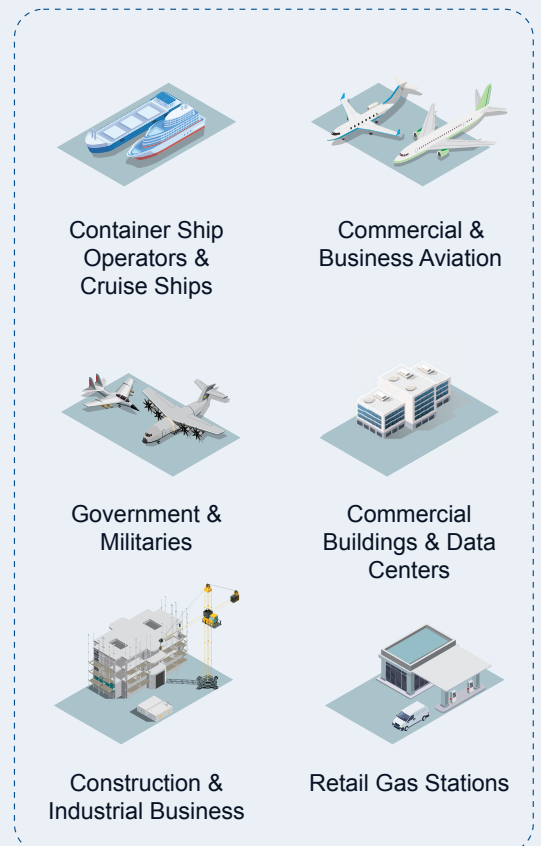 Container Ship
Operators &
Cruise Ships
Commercial &
Business Aviation
Government &
Militaries
Commercial
Buildings & Data
Centers
Construction &
Industrial Business
Retail Gas Stations